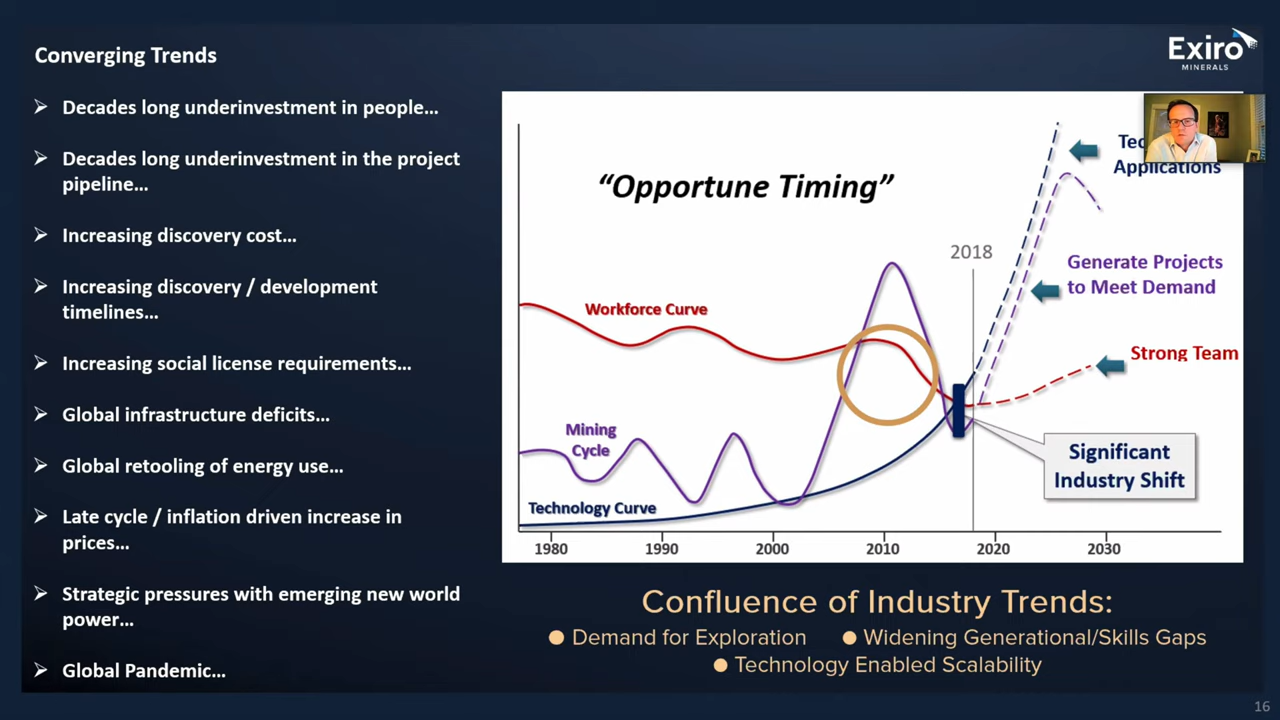 Converging Trends
Exiro
MINERALS
Decades long underinvestment in people...
Decades long underinvestment in the project
pipeline...
Increasing discovery cost...
Increasing discovery / development
timelines...
Increasing social license requirements...
Global infrastructure deficits...
Global retooling of energy use...
Late cycle / inflation driven increase in
prices...
Strategic pressures with emerging new world
power...
Global Pandemic...
“Opportune Timing”
Applications
2018
Generate Projects
to Meet Demand
Workforce Curve
Strong Team
Mining
Cycle
Significant
Industry Shift
Technology Curve
1980 1990 2000 2010 2020 2030
Confluence of Industry Trends:
Demand for Exploration
Widening Generational/Skills Gaps
Technology Enabled Scalability
16